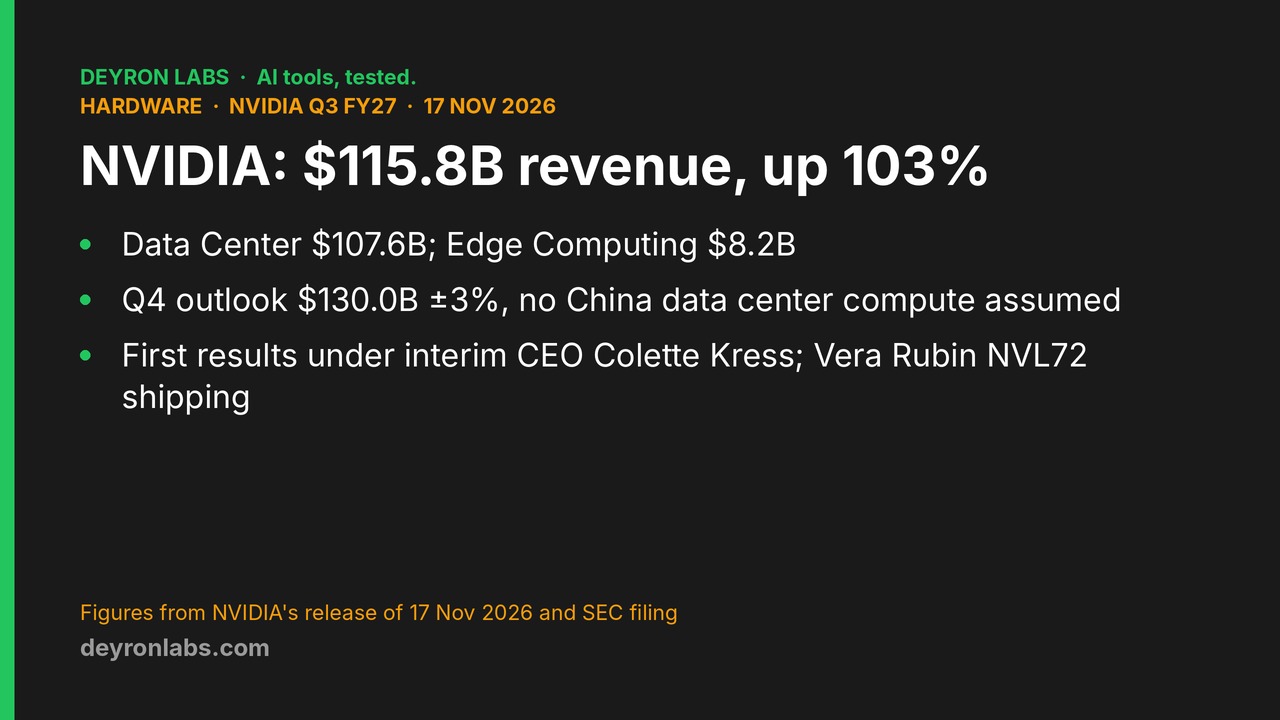 DEYRON LABS · AI tools, tested.
HARDWARE · NVIDIA Q3 FY27 · 17 NOV 2026
NVIDIA: $115.8B revenue, up 103%
• Data Center $107.6B; Edge Computing $8.2B
• Q4 outlook $130.0B ±3%, no China data center compute assumed
• First results under interim CEO Colette Kress; Vera Rubin NVL72
shipping
Figures from NVIDIA's release of 17 Nov 2026 and SEC filing
deyronlabs.com